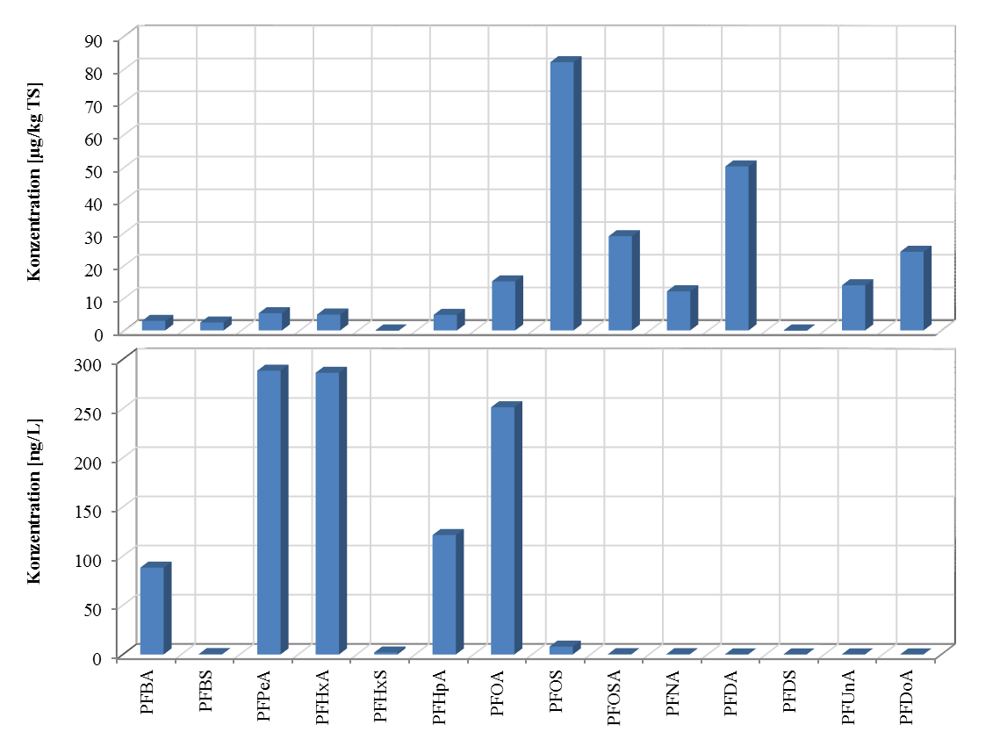 Konzentration [µg/kg TS]
90
80
70
60
50
40
30
20
10
0
Konzentration [ng/L]
300
250
200
150
100
50
0
PFBA
PFBS
PFPeA
PFHxA
PFHxS
PFHpA
PFOA
PFOS
PFOSA
PFNA
PFDA
PFDS
PFUnA
PFDoA